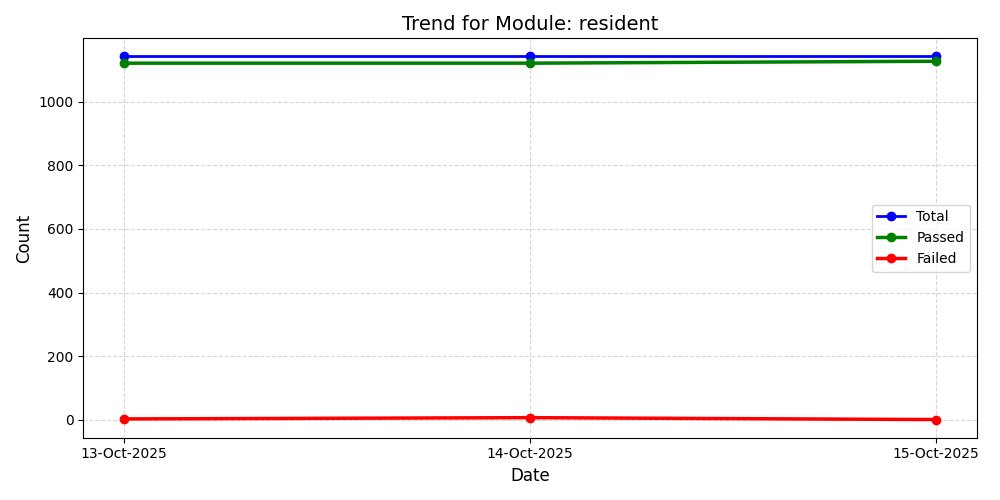 Trend for Module: resident
Count
1000
800
600
400
200
0
Total
Passed
Failed
13-Oct-2025
14-Oct-2025
15-Oct-2025
Date